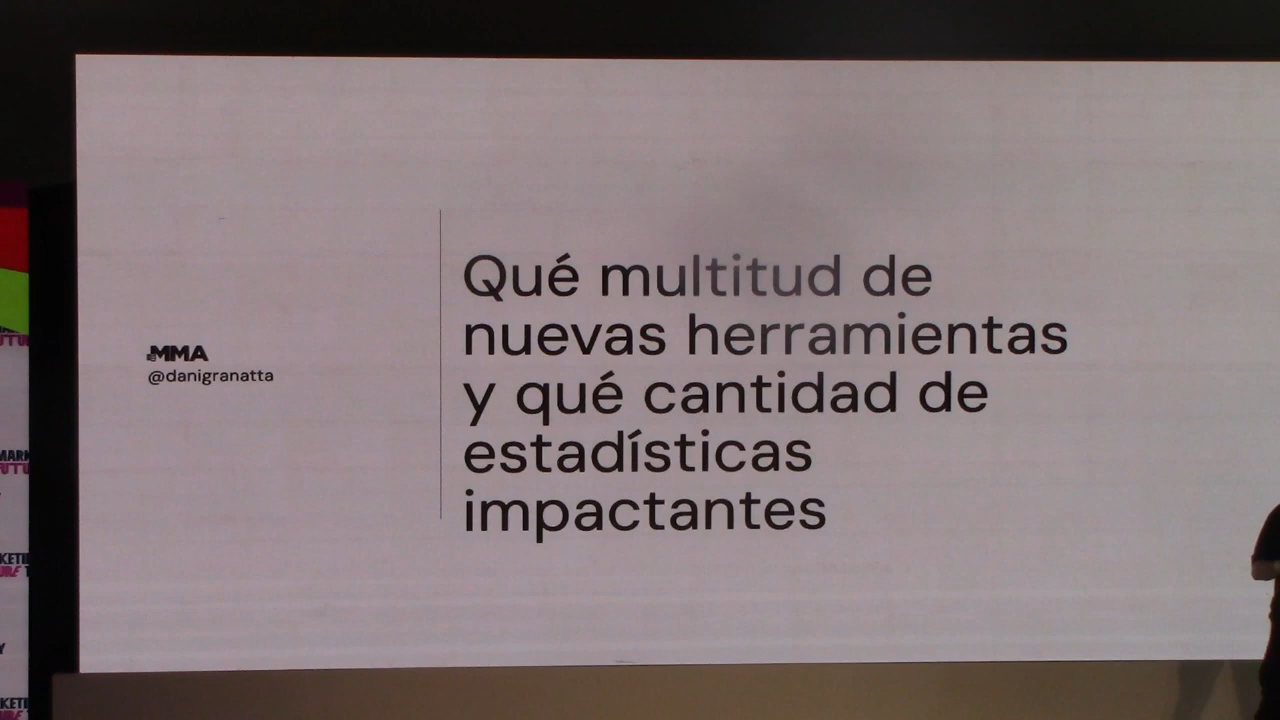 MMA
@danigranatta
Qué multitud de
nuevas herramientas
y qué cantidad de
estadísticas
impactantes